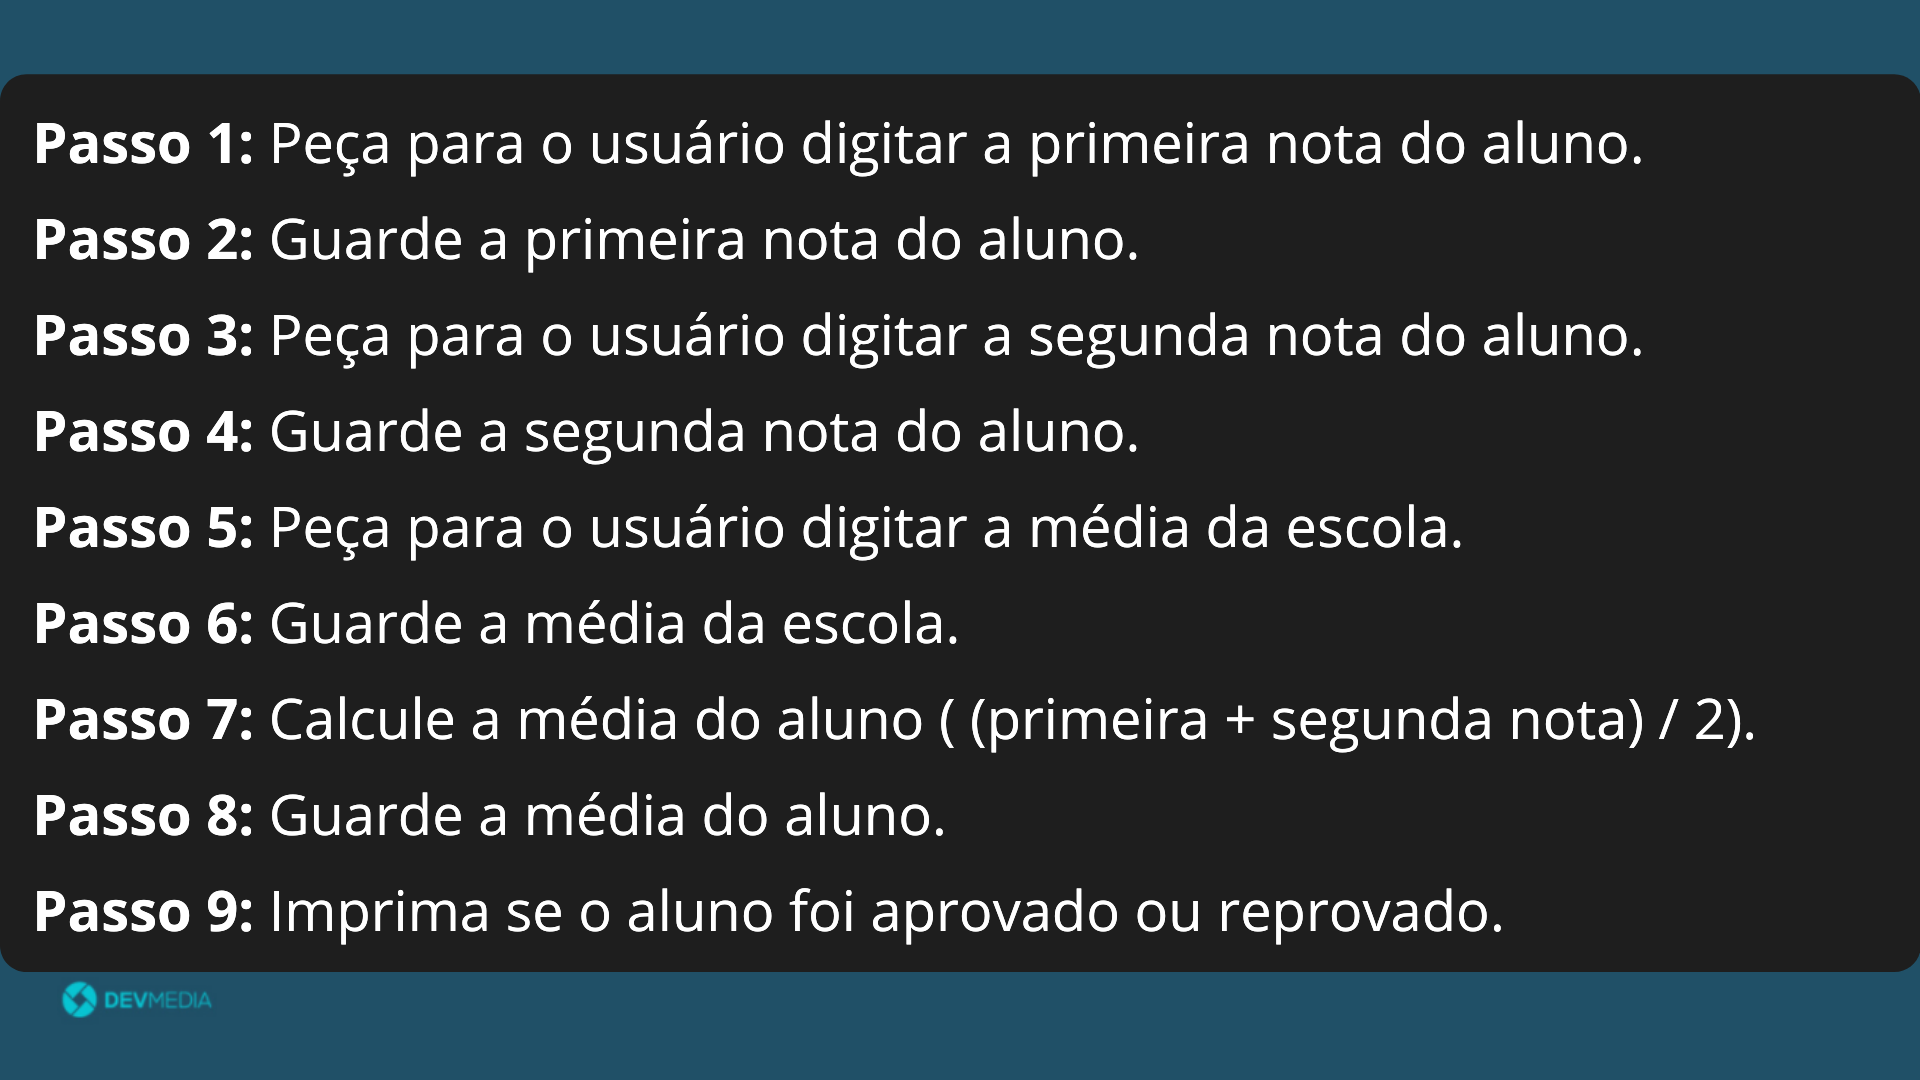 Passo 1: Peça para o usuário digitar a primeira nota do aluno.
Passo 2: Guarde a primeira nota do aluno.
Passo 3: Peça para o usuário digitar a segunda nota do aluno.
Passo 4: Guarde a segunda nota do aluno.
Passo 5: Peça para o usuário digitar a média da escola.
Passo 6: Guarde a média da escola.
Passo 7: Calcule a média do aluno ( (primeira + segunda nota) / 2).
Passo 8: Guarde a média do aluno.
Passo 9: Imprima se o aluno foi aprovado ou reprovado.
DEVMEDIA